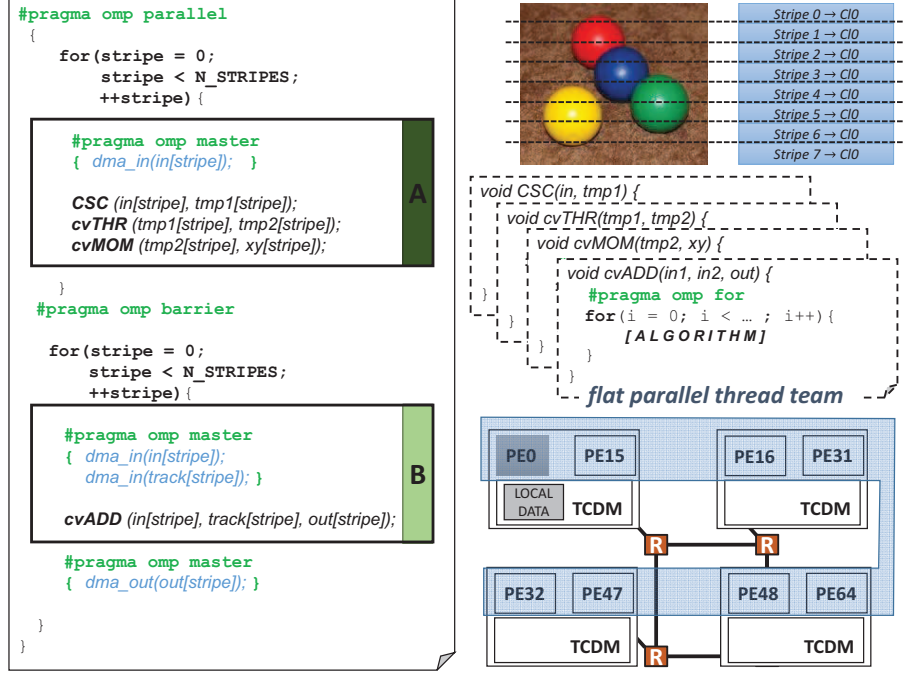 #pragma omp parallel
{
for(stripe = 0;
stripe < N_STRIPES;
++stripe){
#pragma omp master
{ dma_in(in[stripe]); }
CSC (in[stripe], tmp1[stripe]);
cvTHR (tmp1[stripe], tmp2[stripe]);
cvMOM (tmp2[stripe], xy[stripe]);
A
}
#pragma omp barrier
for(stripe = 0;
stripe < N_STRIPES;
++stripe){
#pragma omp master
{ dma_in(in[stripe]);
dma_in(track[stripe]); }
cvADD (in[stripe], track[stripe], out[stripe]);
B
#pragma omp master
{ dma_out(out[stripe]); }
}
}
Stripe 0 → Cl0
Stripe 1 → Cl0
Stripe 2 → Cl0
Stripe 3 → Cl0
Stripe 4 → Cl0
Stripe 5 → Cl0
Stripe 6 → Cl0
Stripe 7 → Cl0
void CSC(in, tmp1) {
void cvTHR(tmp1, tmp2) {
void cvMOM(tmp2, xy) {
void cvADD(in1, in2, out) {
#pragma omp for
for(i = 0; i < … ; i++){
[ALGORITHM]
}
}
}
}
}
flat parallel thread team
PE0 PE15 PE16 PE31
LOCAL
DATA
TCDM TCDM
R R
PE32 PE47 PE48 PE64
TCDM TCDM
R